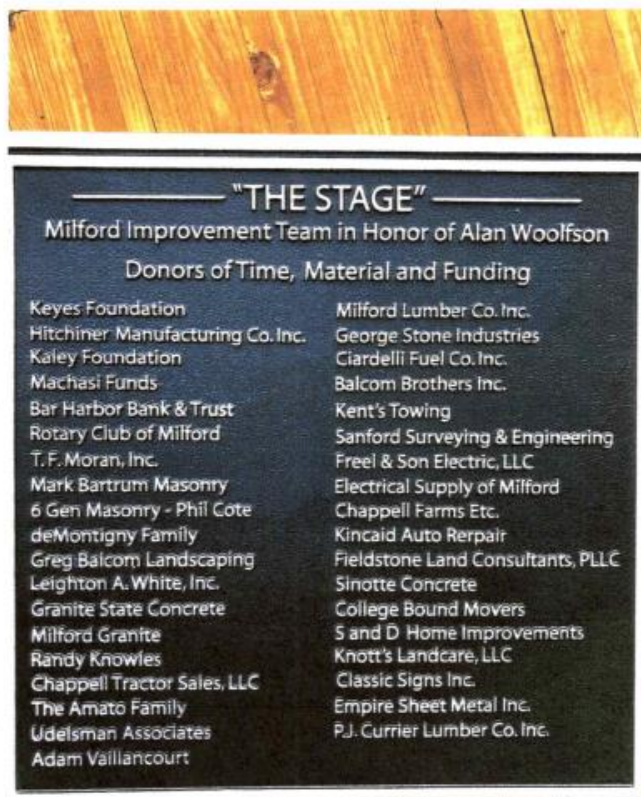 "THE STAGE"
Milford Improvement Team in Honor of Alan Woolfson
Donors of Time, Material and Funding
Keyes Foundation
Hitchiner Manufacturing Co. Inc.
Kaley Foundation
Machasi Funds
Bar Harbor Bank & Trust
Rotary Club of Milford
T. F. Moran, Inc.
Mark Bartrum Masonry
6 Gen Masonry - Phil Cote
deMontigny Family
Greg Balcom Landscaping
Leighton A. White, Inc.
Granite State Concrete
Milford Granite
Randy Knowles
Chappell Tractor Sales, LLC
The Amato Family
Udelsman Associates
Adam Vaillancourt
Milford Lumber Co. Inc.
George Stone Industries
Ciardelli Fuel Co. Inc.
Balcom Brothers Inc.
Kent's Towing
Sanford Surveying & Engineering
Freel & Son Electric, LLC
Electrical Supply of Milford
Chappell Farms Etc.
Kincaid Auto Rerpair
Fieldstone Land Consultants, PLLC
Sinotte Concrete
College Bound Movers
S and D Home Improvements
Knott's Landcare, LLC
Classic Signs Inc.
Empire Sheet Metal Inc.
P.J. Currier Lumber Co. Inc.